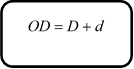 OD = D + d